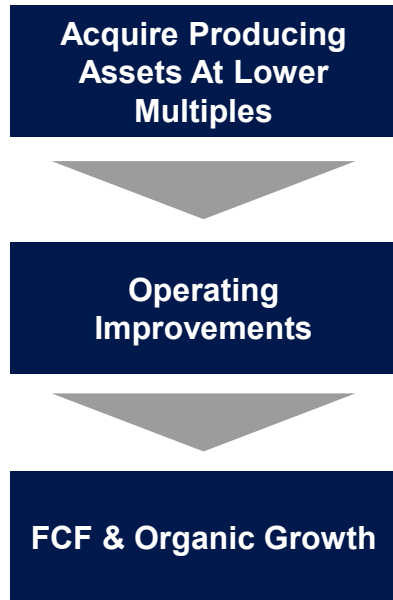 Acquire Producing
Assets At Lower
Multiples
Operating
Improvements
FCF & Organic Growth